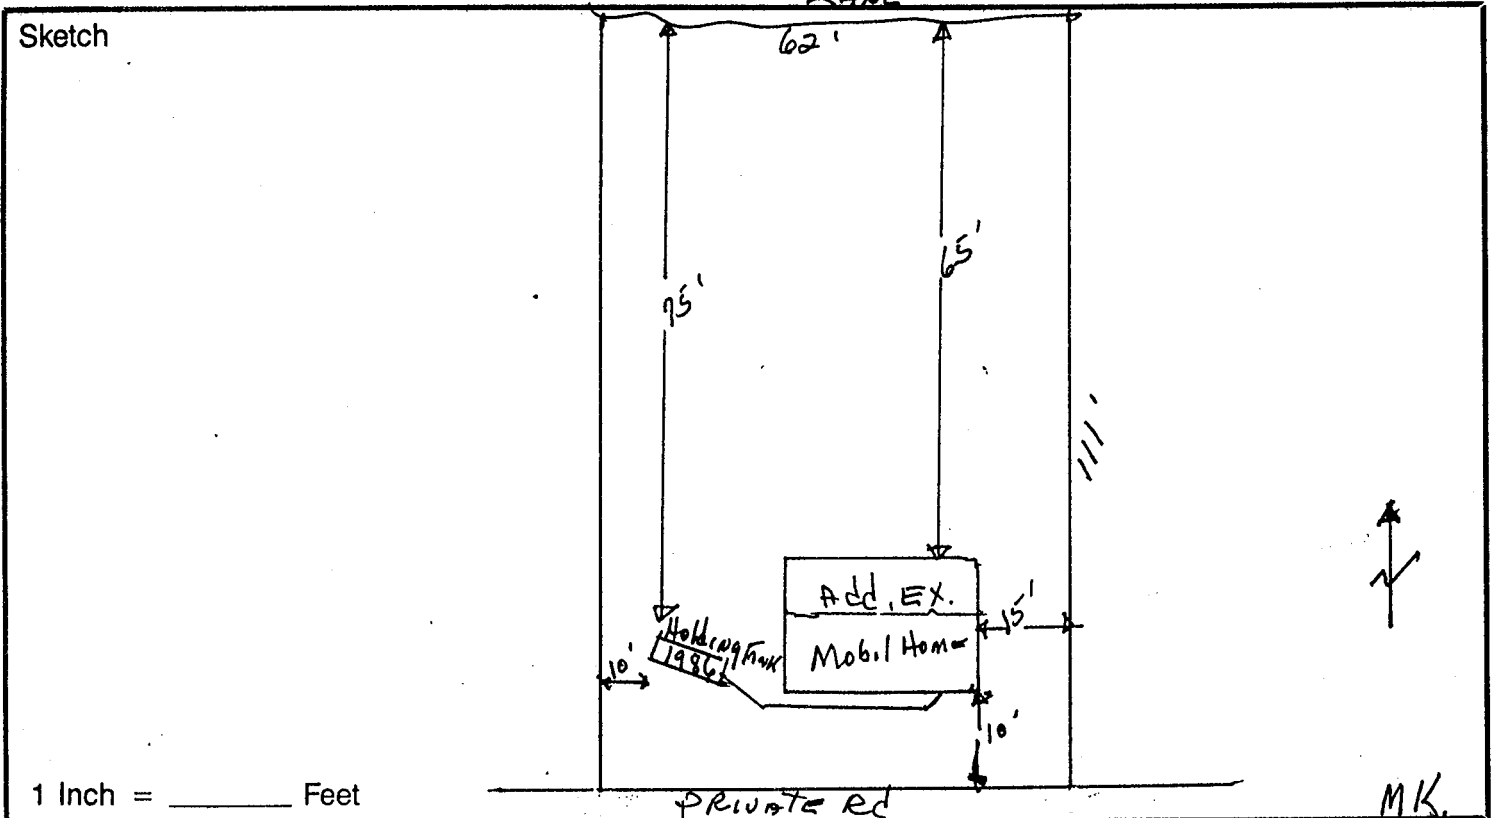 Sketch
62'
75'
65'
111'
Add. EX.
15'
Mobil Home
Holding Tank
1986
10'
10'
N
1 Inch = ______ Feet
PRIVATE Rd
MK.